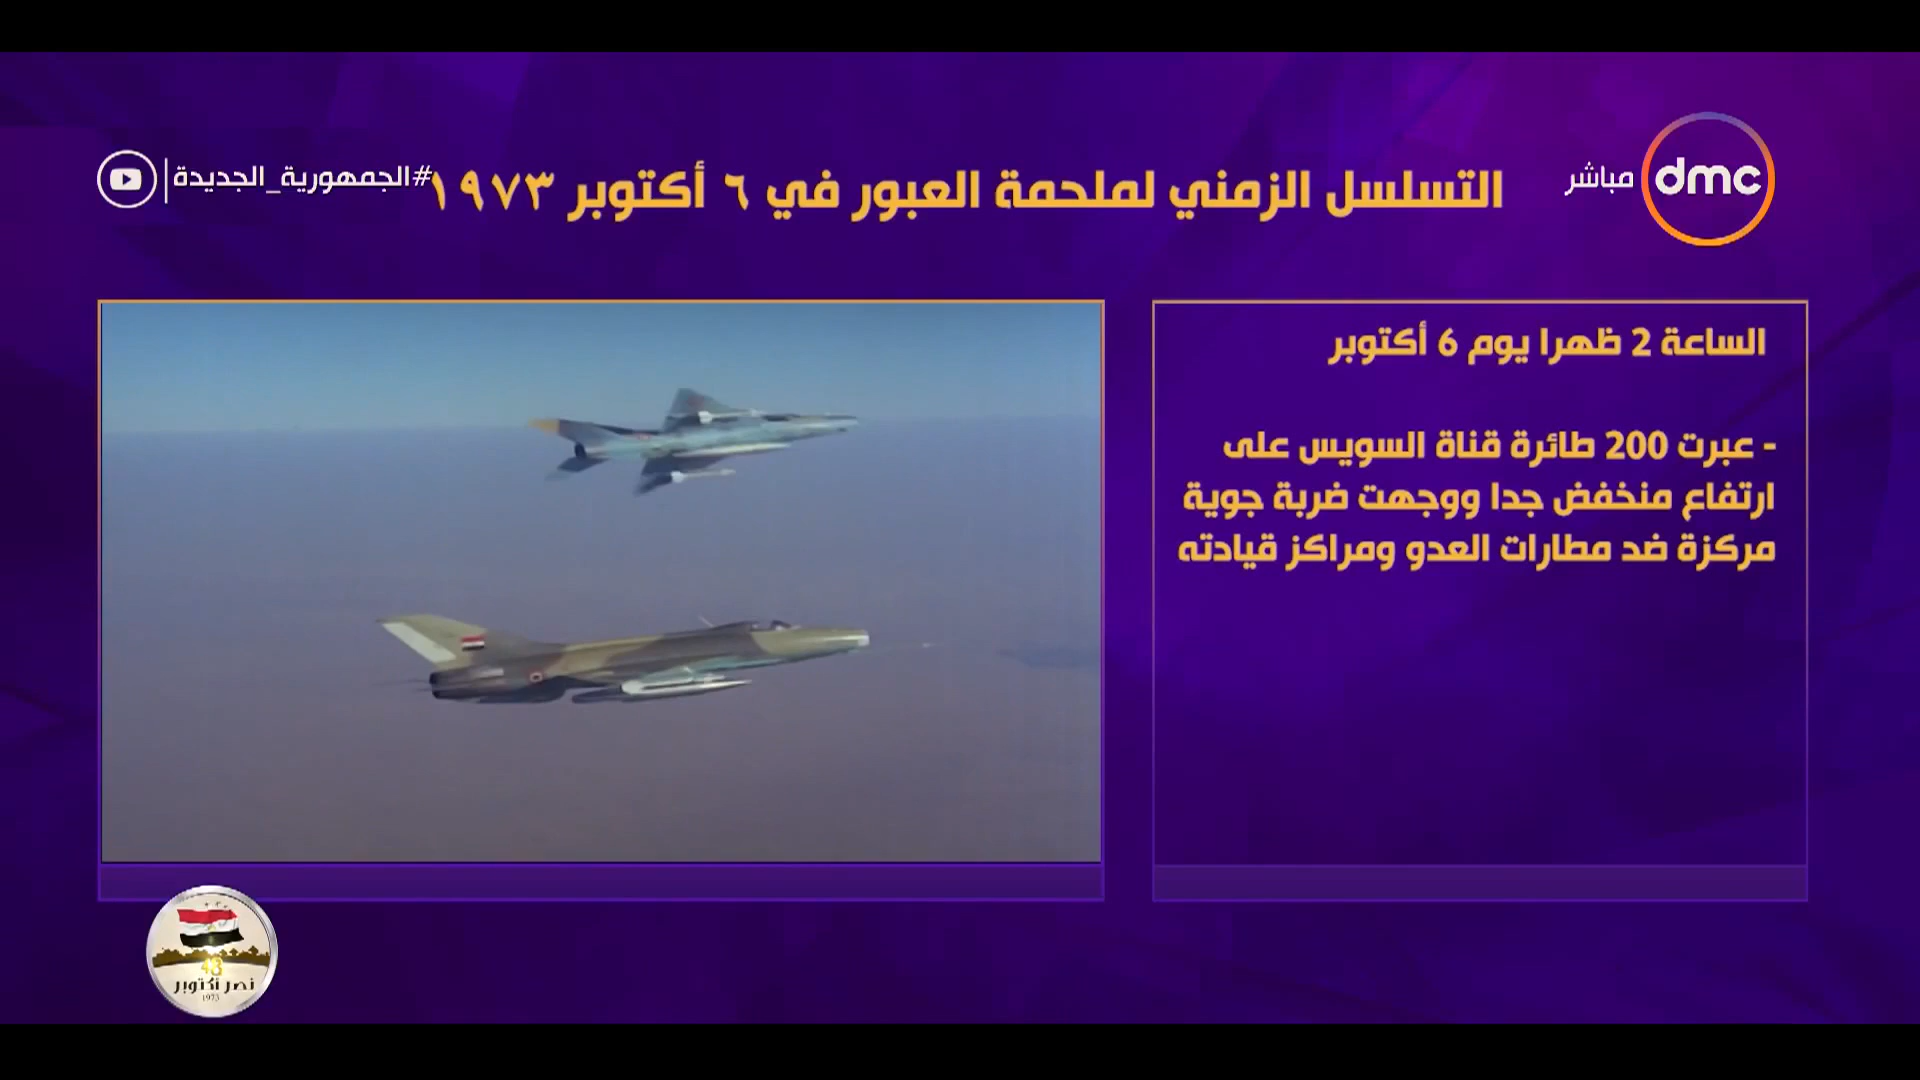 dmc
مباشر
التسلسل الزمني لملحمة العبور في ٦ أكتوبر ١٩٧٣
#الجمهورية_الجديدة
الساعة 2 ظهرا يوم 6 أكتوبر
- عبرت 200 طائرة قناة السويس على
ارتفاع منخفض جدا ووجهت ضربة جوية
مركزة ضد مطارات العدو ومراكز قيادته
48
نصر أكتوبر
1973